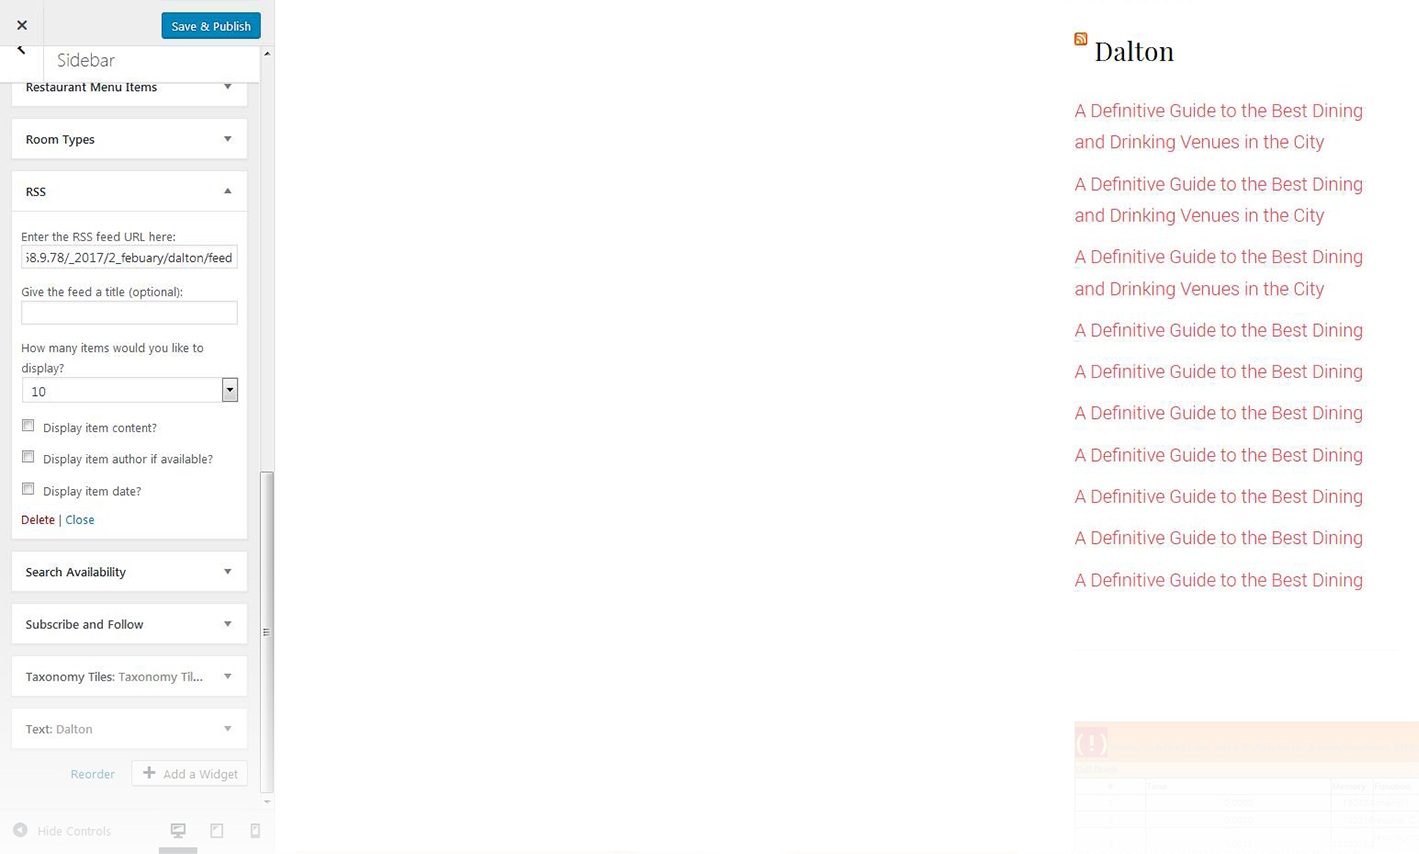 Save & Publish
Sidebar
Restaurant Menu Items
Room Types
RSS
Enter the RSS feed URL here:
68.9.78/_2017/2_febuary/dalton/feed
Give the feed a title (optional):
How many items would you like to
display?
10
Display item content?
Display item author if available?
Display item date?
Delete | Close
Search Availability
Subscribe and Follow
Taxonomy Tiles: Taxonomy Til...
Text: Dalton
Reorder
Add a Widget
Hide Controls
Dalton
A Definitive Guide to the Best Dining
and Drinking Venues in the City
A Definitive Guide to the Best Dining
and Drinking Venues in the City
A Definitive Guide to the Best Dining
and Drinking Venues in the City
A Definitive Guide to the Best Dining
A Definitive Guide to the Best Dining
A Definitive Guide to the Best Dining
A Definitive Guide to the Best Dining
A Definitive Guide to the Best Dining
A Definitive Guide to the Best Dining
A Definitive Guide to the Best Dining
(!)
# Time Memory Function